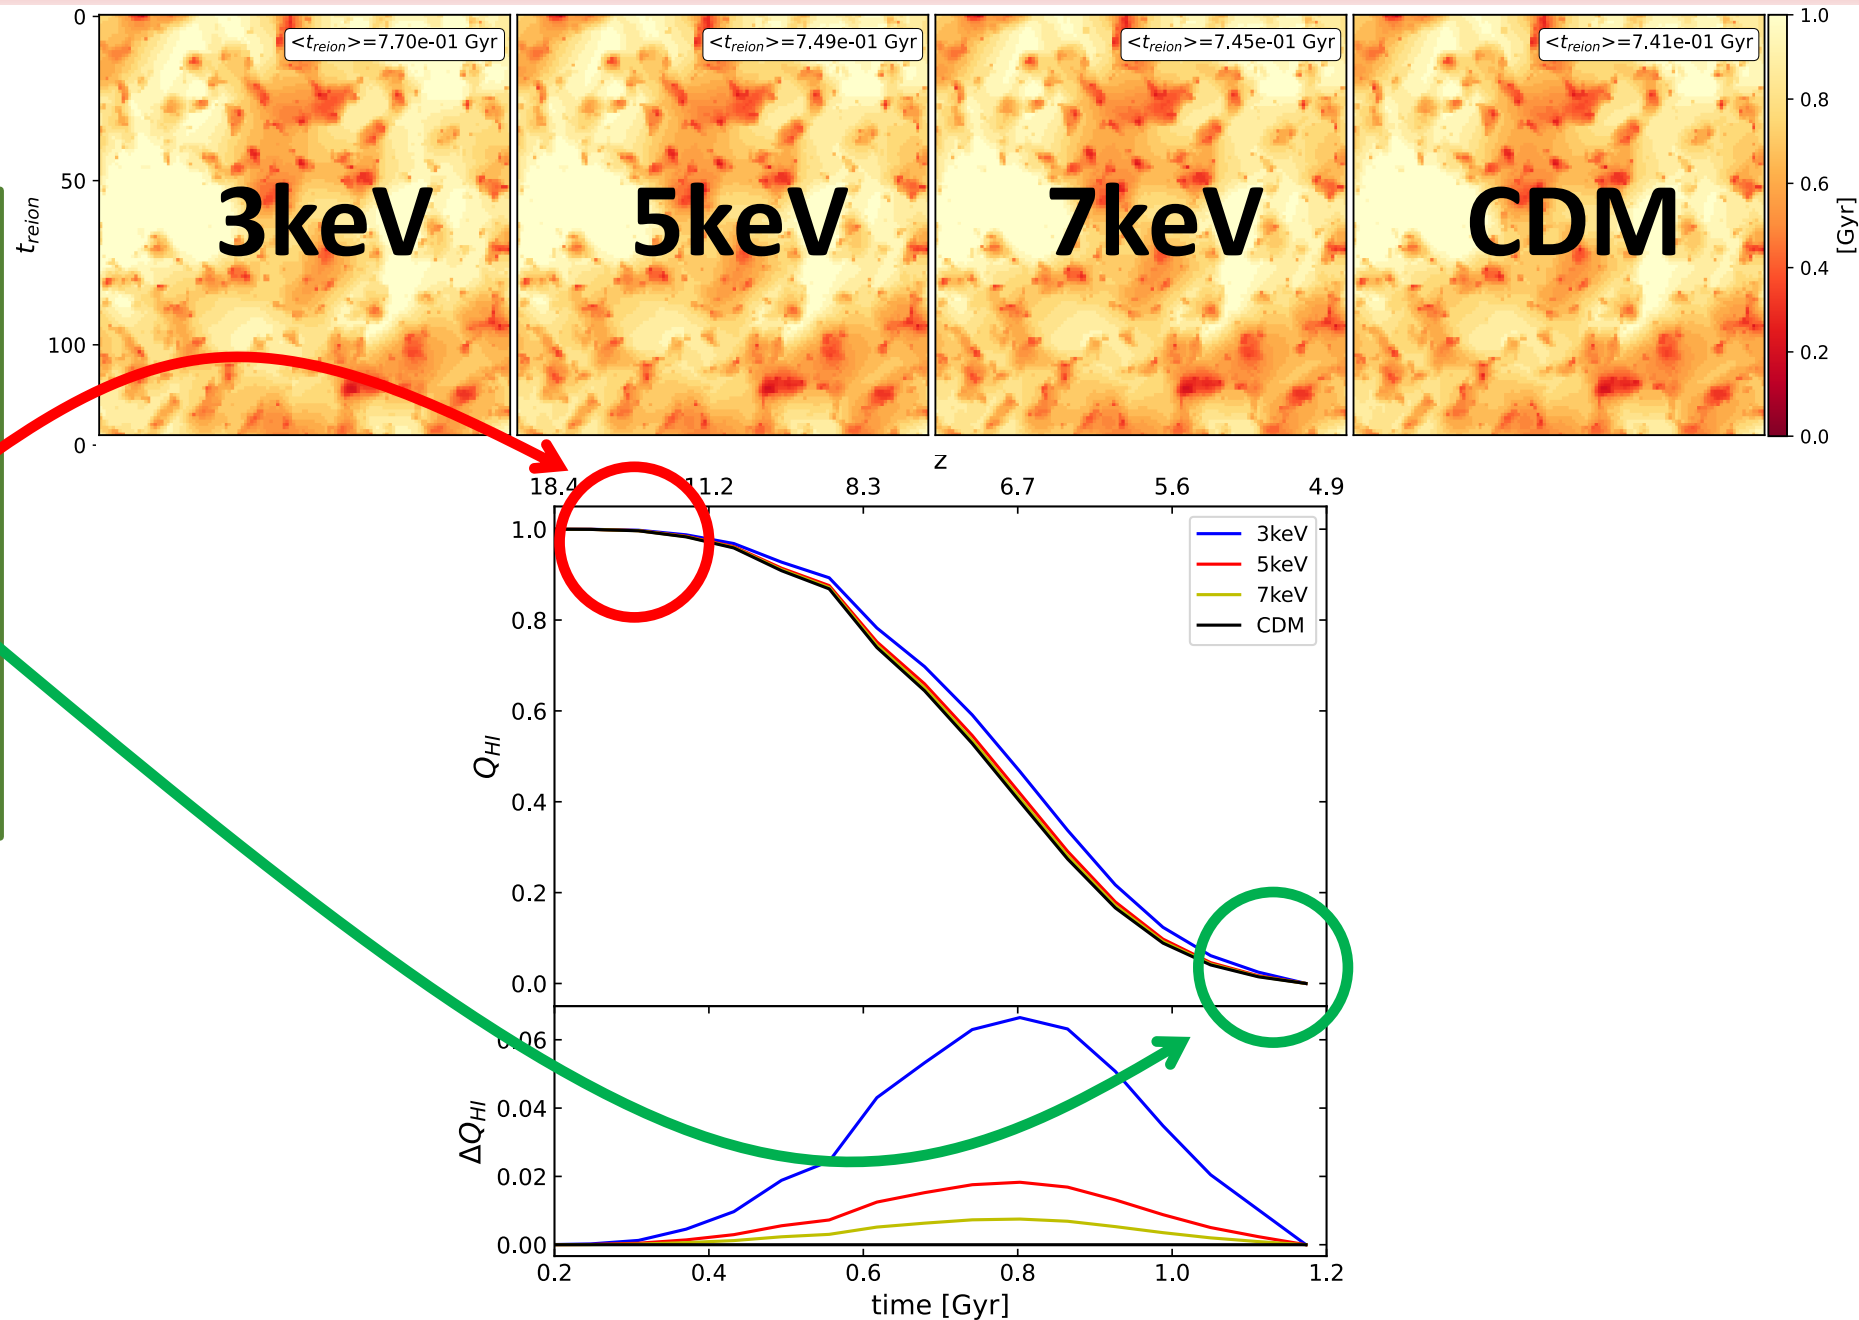 0
50
100
0
t_reion
<t_reion>=7.70e-01 Gyr
3keV
<t_reion>=7.49e-01 Gyr
5keV
<t_reion>=7.45e-01 Gyr
7keV
<t_reion>=7.41e-01 Gyr
CDM
1.0
0.8
0.6
0.4
0.2
0.0
[Gyr]
z
18.4 11.2 8.3 6.7 5.6 4.9
1.0
0.8
0.6
0.4
0.2
0.0
Q_HI
3keV
5keV
7keV
CDM
0.06
0.04
0.02
0.00
ΔQ_HI
0.2 0.4 0.6 0.8 1.0 1.2
time [Gyr]